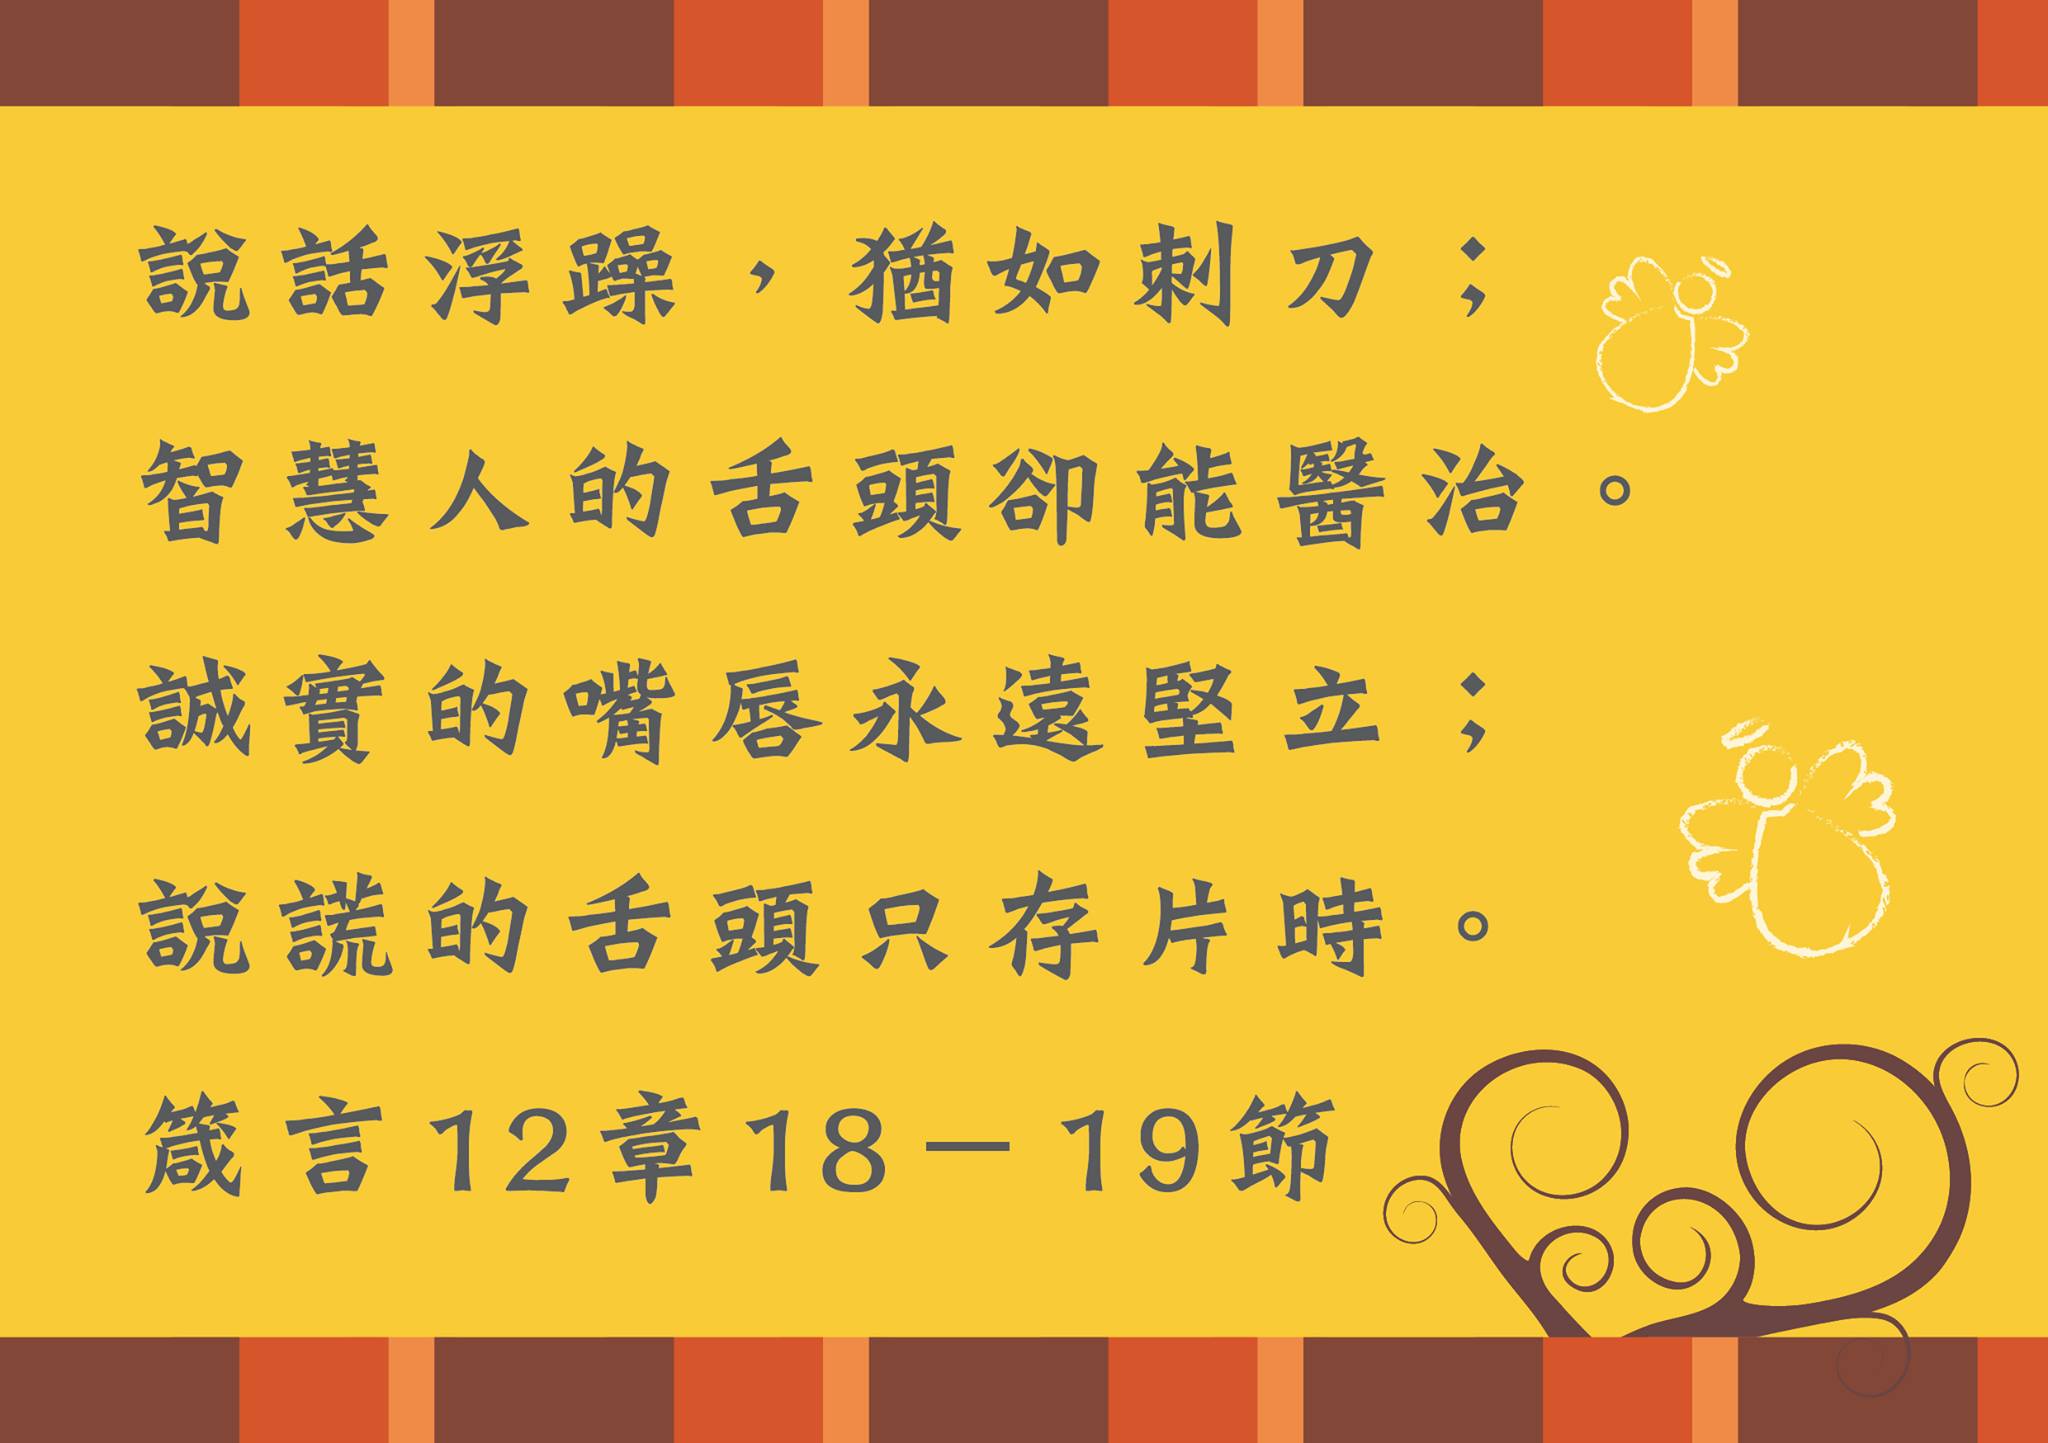 說話浮躁，猶如刺刀；
智慧人的舌頭卻能醫治。
誠實的嘴唇永遠堅立；
說謊的舌頭只存片時。
箴言12章18－19節